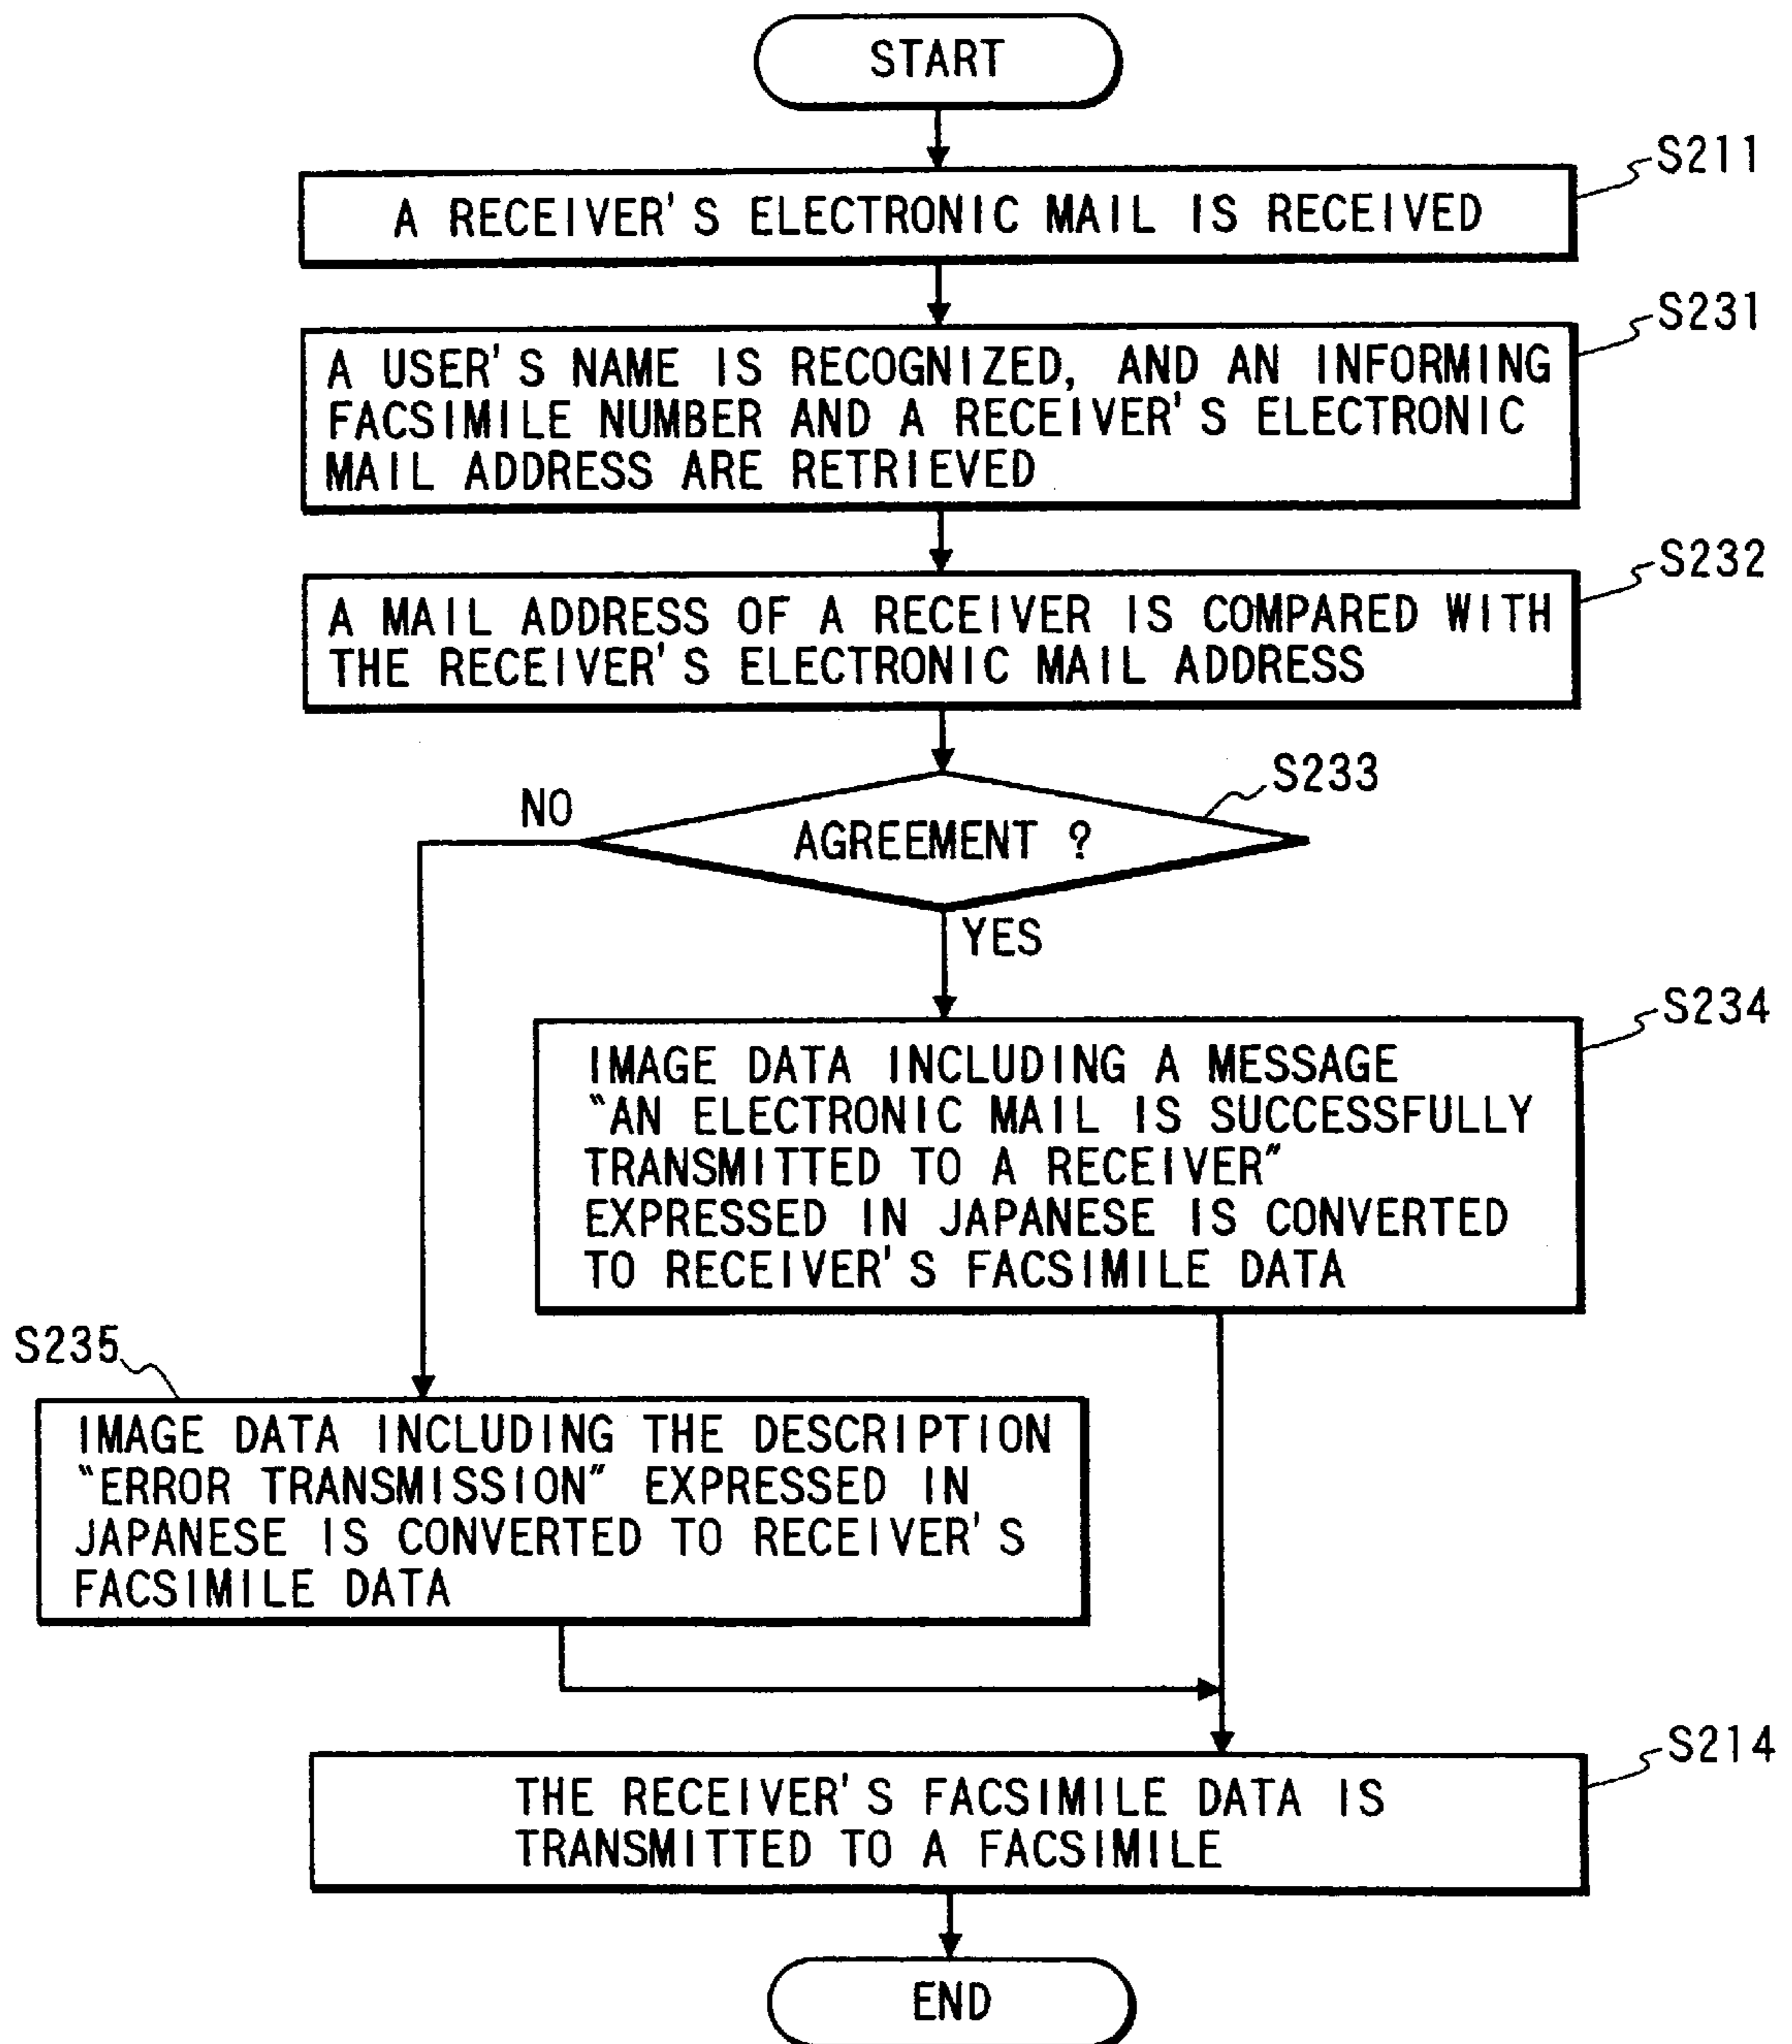 START
S211
A RECEIVER'S ELECTRONIC MAIL IS RECEIVED
S231
A USER'S NAME IS RECOGNIZED, AND AN INFORMING
FACSIMILE NUMBER AND A RECEIVER'S ELECTRONIC
MAIL ADDRESS ARE RETRIEVED
S232
A MAIL ADDRESS OF A RECEIVER IS COMPARED WITH
THE RECEIVER'S ELECTRONIC MAIL ADDRESS
S233
NO
AGREEMENT ?
YES
S234
IMAGE DATA INCLUDING A MESSAGE
"AN ELECTRONIC MAIL IS SUCCESSFULLY
TRANSMITTED TO A RECEIVER"
EXPRESSED IN JAPANESE IS CONVERTED
TO RECEIVER'S FACSIMILE DATA
S235
IMAGE DATA INCLUDING THE DESCRIPTION
"ERROR TRANSMISSION" EXPRESSED IN
JAPANESE IS CONVERTED TO RECEIVER'S
FACSIMILE DATA
S214
THE RECEIVER'S FACSIMILE DATA IS
TRANSMITTED TO A FACSIMILE
END